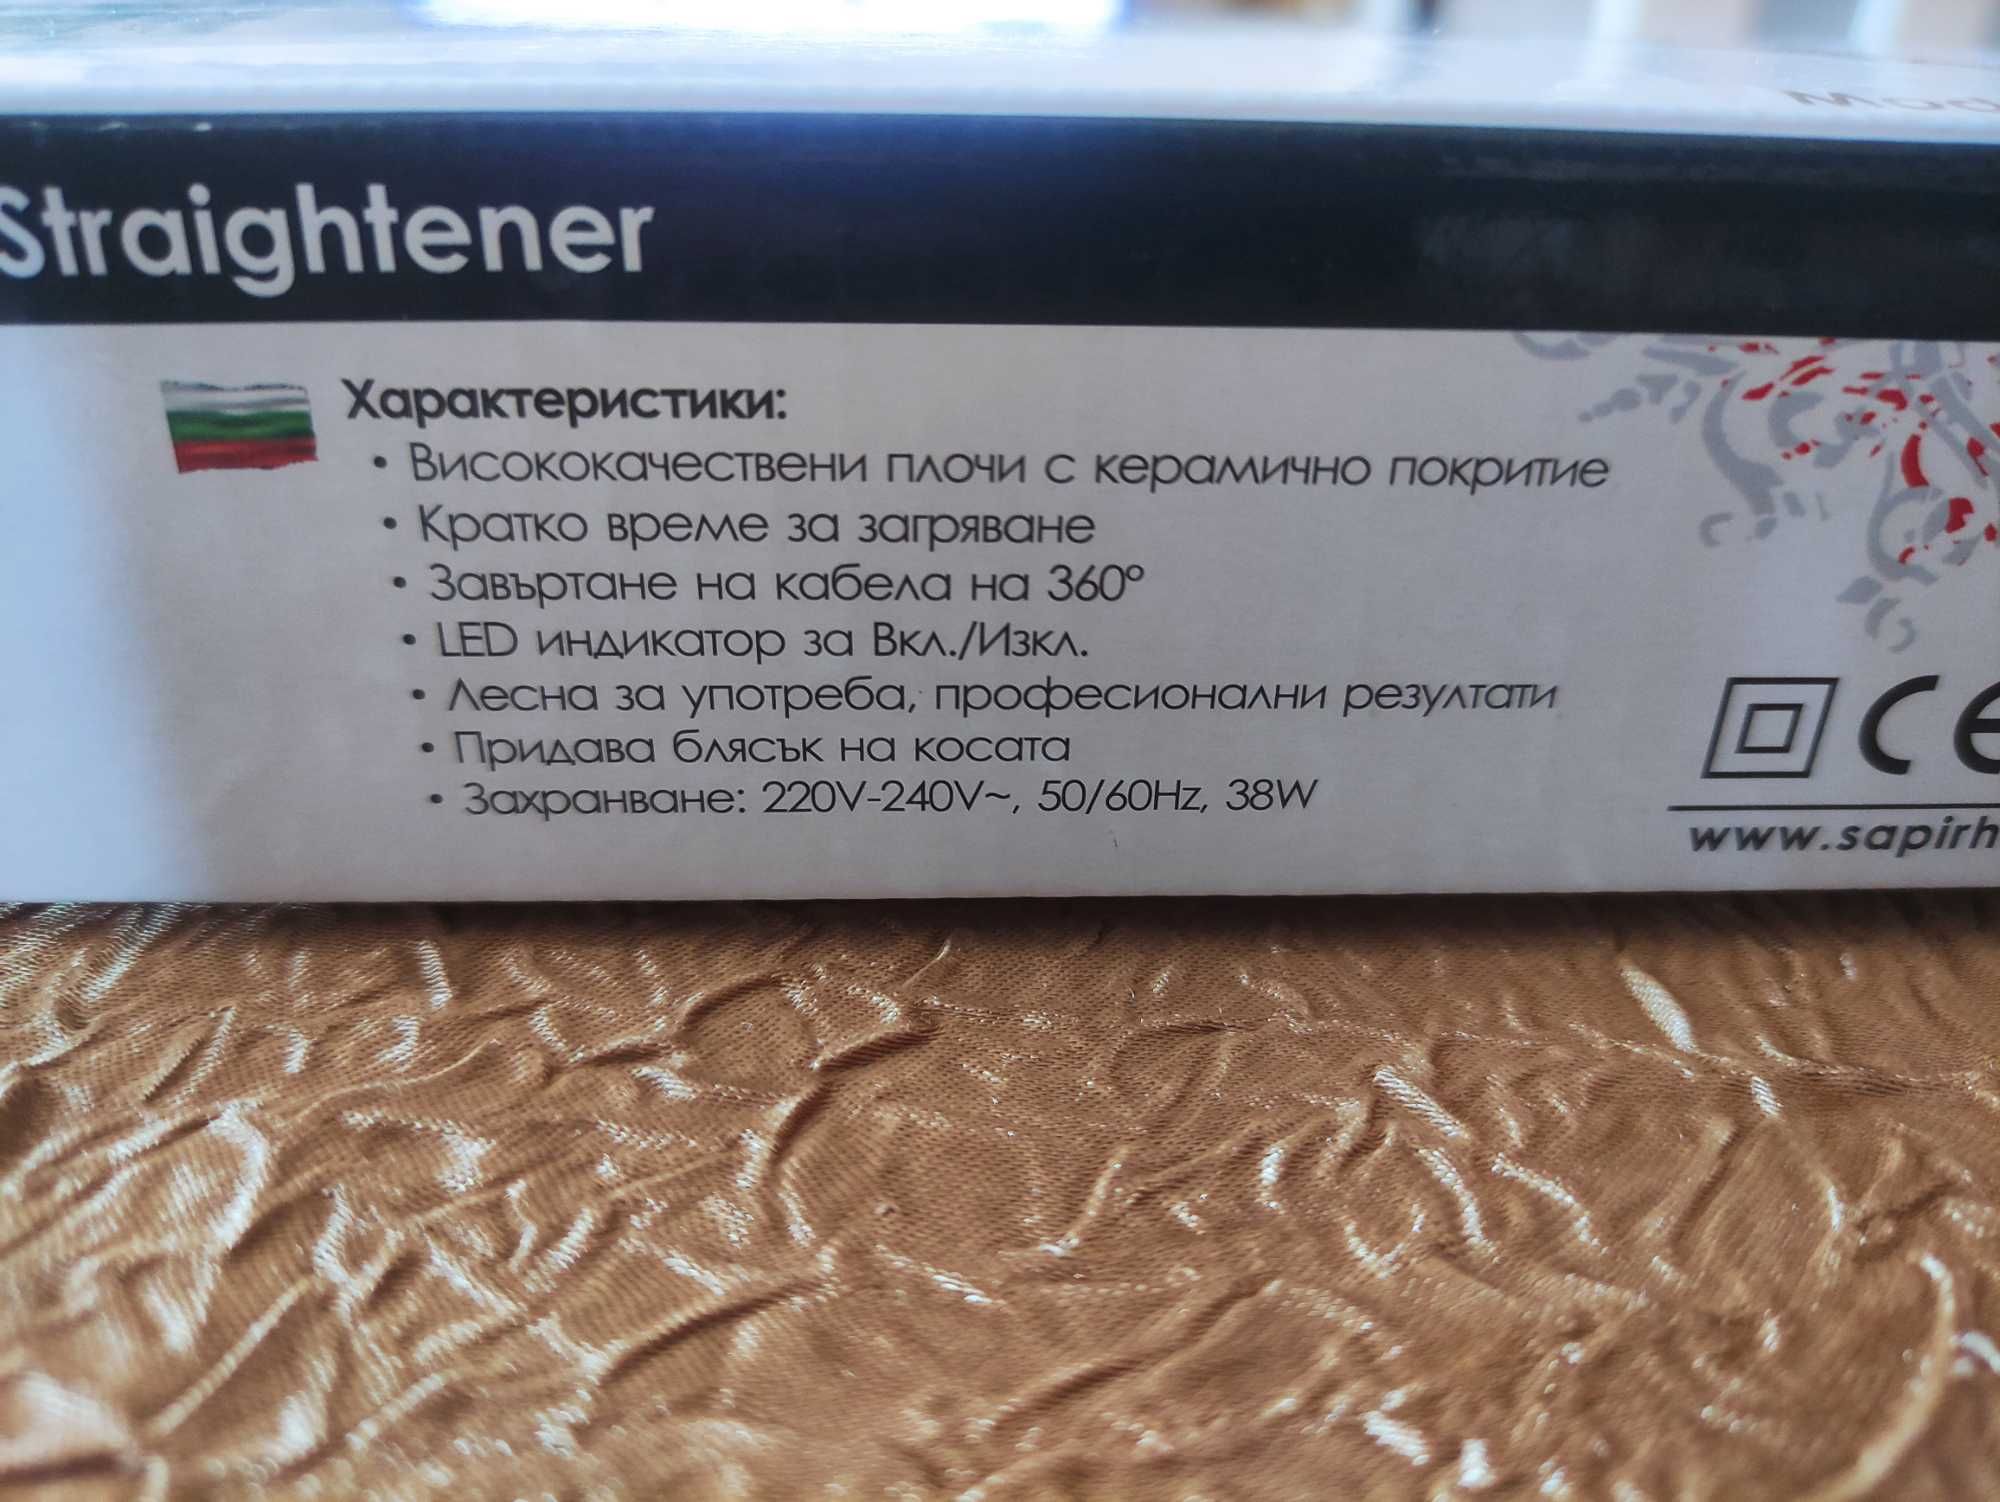 Straightener
Характеристики:
• Висококачествени плочи с керамично покритие
• Кратко време за загряване
• Завъртане на кабела на 360°
• LED индикатор за Вкл./Изкл.
• Лесна за употреба, професионални резултати
• Придава блясък на косата
• Захранване: 220V-240V~, 50/60Hz, 38W
CE
www.sapirh